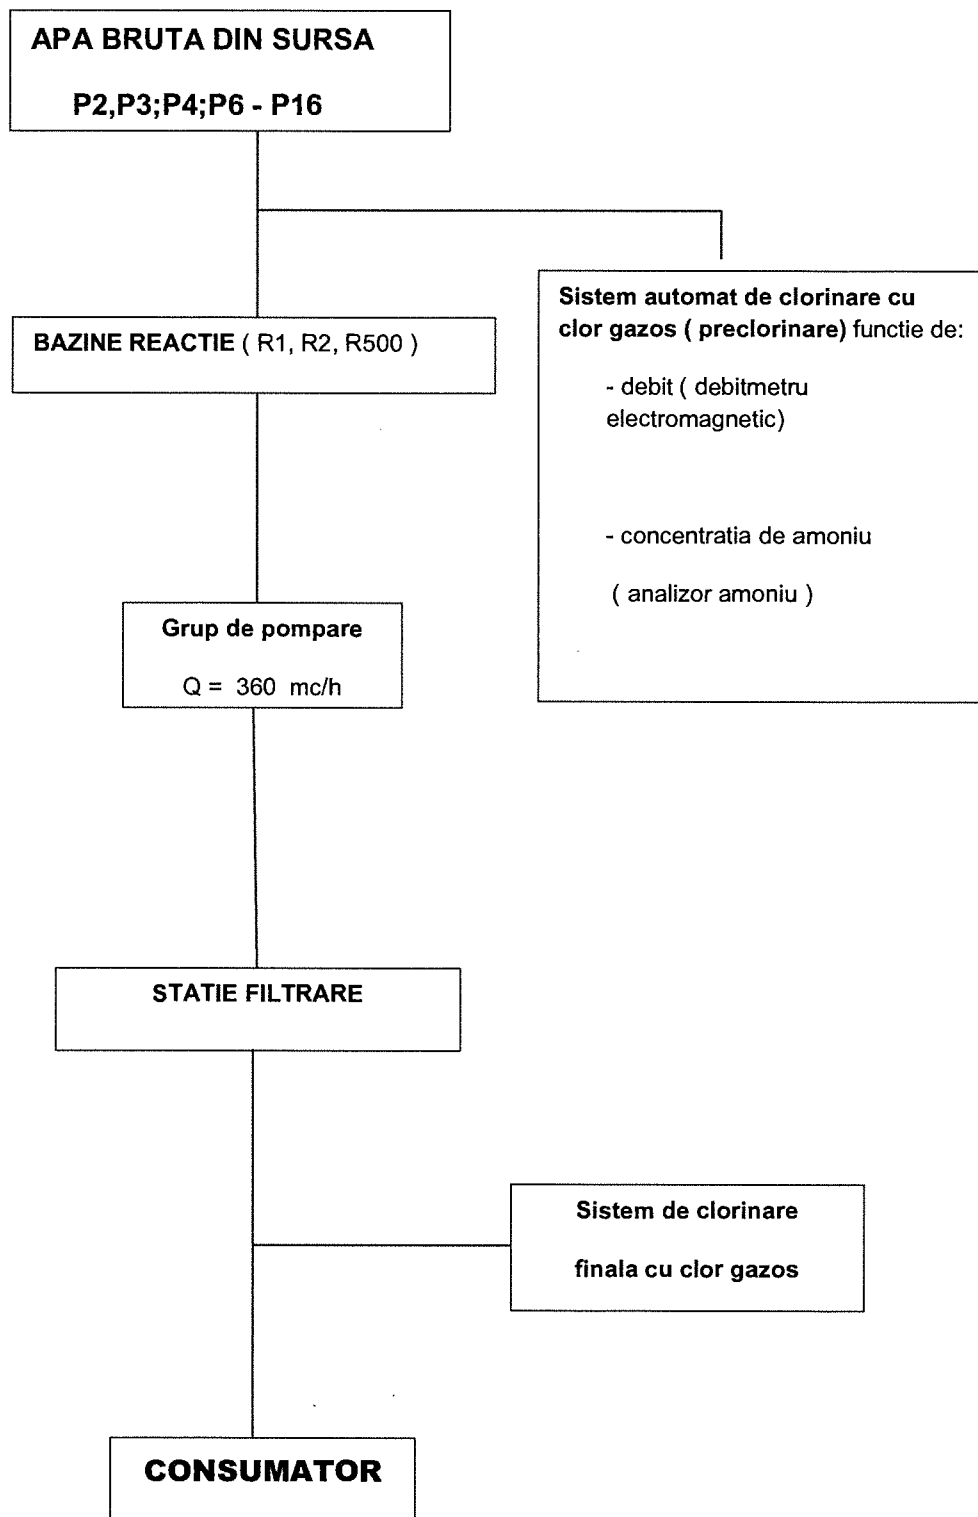 APA BRUTA DIN SURSA
P2,P3;P4;P6 - P16
Sistem automat de clorinare cu
clor gazos ( preclorinare) functie de:
- debit ( debitmetru
electromagnetic)
- concentratia de amoniu
( analizor amoniu )
BAZINE REACTIE ( R1, R2, R500 )
Grup de pompare
Q = 360 mc/h
STATIE FILTRARE
Sistem de clorinare
finala cu clor gazos
CONSUMATOR